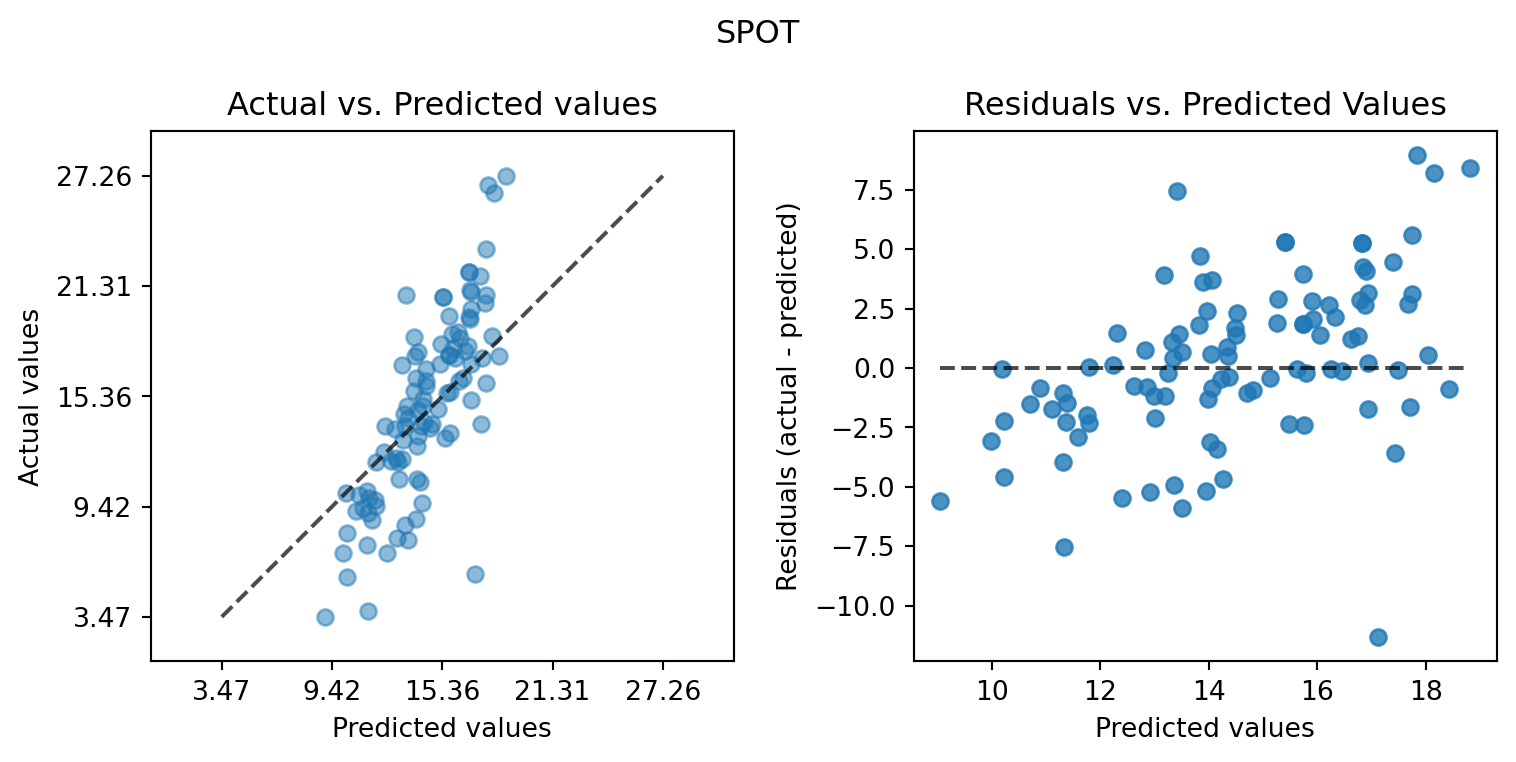 SPOT
Actual vs. Predicted values
Actual values
27.26
21.31
15.36
9.42
3.47
3.47 9.42 15.36 21.31 27.26
Predicted values
Residuals vs. Predicted Values
Residuals (actual - predicted)
7.5
5.0
2.5
0.0
−2.5
−5.0
−7.5
−10.0
10 12 14 16 18
Predicted values